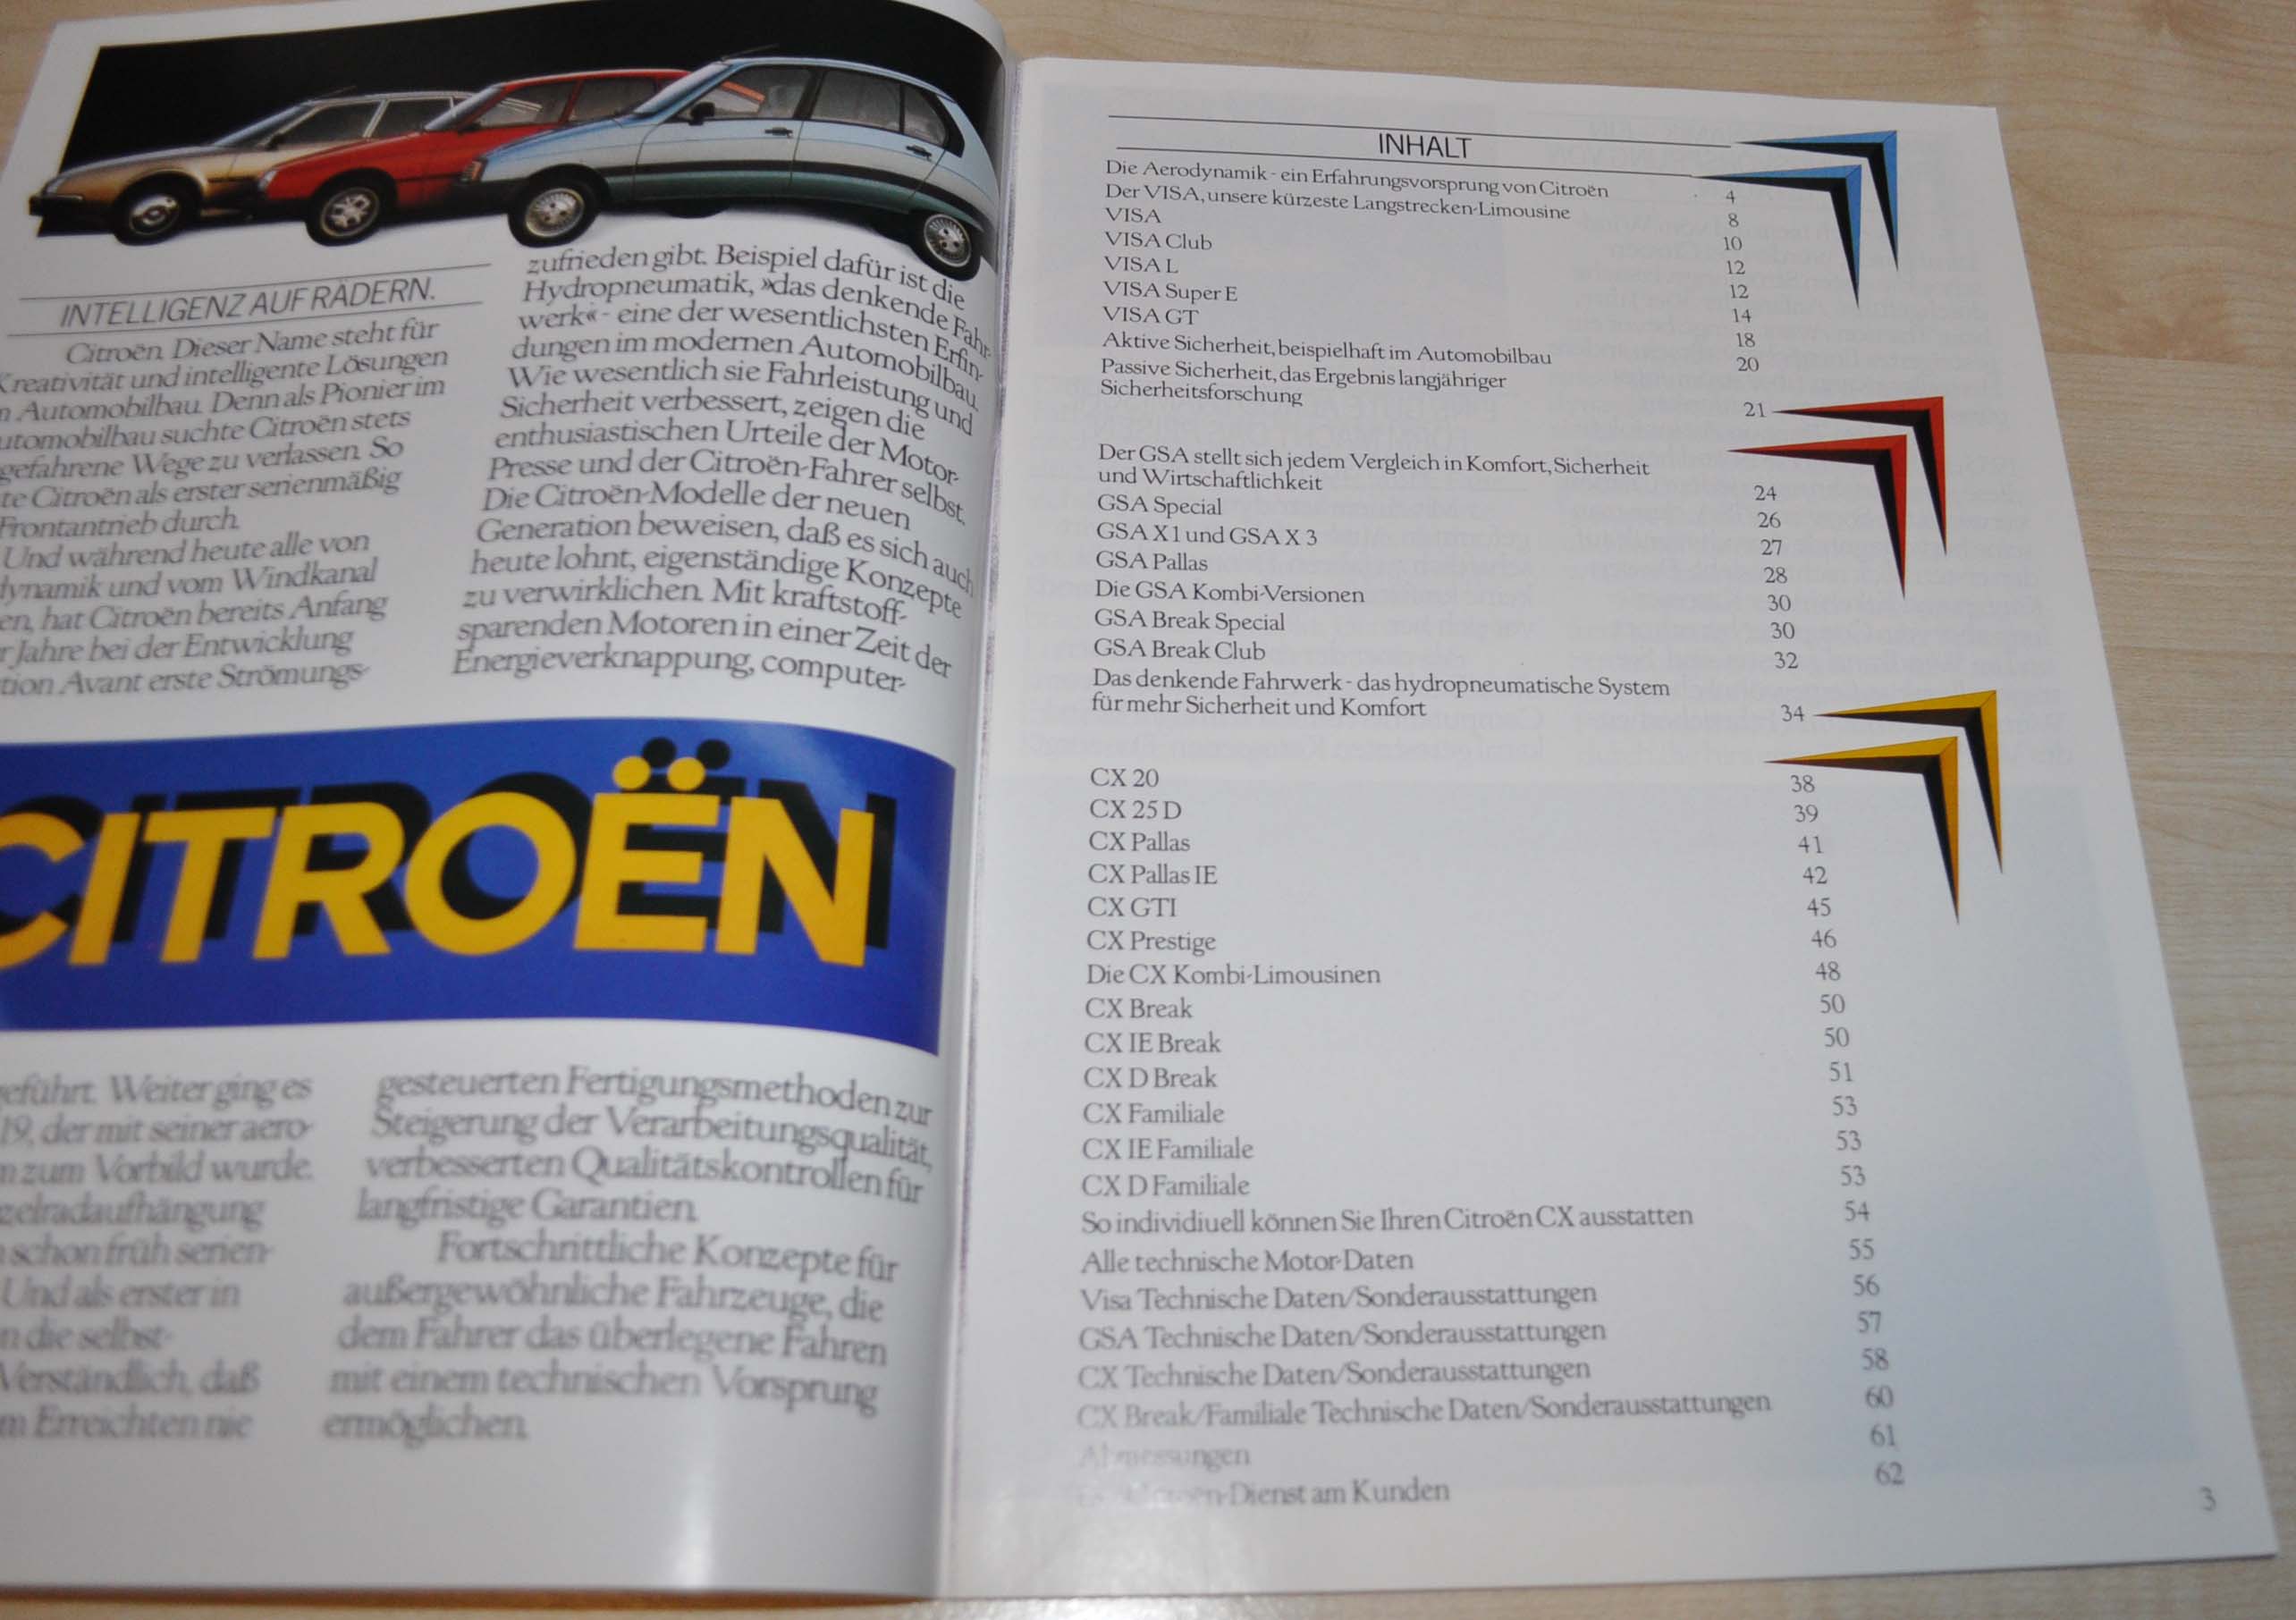 INTELLIGENZ AUF RÄDERN.
Citroën. Dieser Name steht für
Kreativität und intelligente Lösungen
Automobilbau. Denn als Pionier im
utomobilbau suchte Citroën stets
gefahrene Wege zu verlassen. So
te Citroën als erster serienmäßig
Frontantrieb durch.
Und während heute alle von
dynamik und vom Windkanal
en, hat Citroën bereits Anfang
r Jahre bei der Entwicklung
tion Avant erste Strömungs-
CITROËN
geführt. Weiter ging es
19, der mit seiner aero-
n zum Vorbild wurde.
zelradaufhängung
schon früh serien-
Und als erster in
n die selbst-
Verständlich, daß
m Erreichten nie
zufrieden gibt. Beispiel dafür ist die
Hydropneumatik, »das denkende Fahr-
werk« - eine der wesentlichsten Erfin-
dungen im modernen Automobilbau.
Wie wesentlich sie Fahrleistung und
Sicherheit verbessert, zeigen die
enthusiastischen Urteile der Motor-
Presse und der Citroën-Fahrer selbst.
Die Citroën-Modelle der neuen
Generation beweisen, daß es sich auch
heute lohnt, eigenständige Konzepte
zu verwirklichen. Mit kraftstoff-
sparenden Motoren in einer Zeit der
Energieverknappung, computer-
gesteuerten Fertigungsmethoden zur
Steigerung der Verarbeitungsqualität,
verbesserten Qualitätskontrollen für
langfristige Garantien.
Fortschrittliche Konzepte für
außergewöhnliche Fahrzeuge, die
dem Fahrer das überlegene Fahren
mit einem technischen Vorsprung
ermöglichen.
INHALT
Die Aerodynamik - ein Erfahrungsvorsprung von Citroën 4
Der VISA, unsere kürzeste Langstrecken-Limousine 8
VISA 10
VISA Club 12
VISA L 12
VISA Super E 14
VISA GT 18
Aktive Sicherheit, beispielhaft im Automobilbau 20
Passive Sicherheit, das Ergebnis langjähriger
Sicherheitsforschung 21
Der GSA stellt sich jedem Vergleich in Komfort, Sicherheit
und Wirtschaftlichkeit 24
GSA Special 26
GSA X 1 und GSA X 3 27
GSA Pallas 28
Die GSA Kombi-Versionen 30
GSA Break Special 30
GSA Break Club 32
Das denkende Fahrwerk - das hydropneumatische System
für mehr Sicherheit und Komfort 34
CX 20 38
CX 25 D 39
CX Pallas 41
CX Pallas IE 42
CX GTI 45
CX Prestige 46
Die CX Kombi-Limousinen 48
CX Break 50
CX IE Break 50
CX D Break 51
CX Familiale 53
CX IE Familiale 53
CX D Familiale 53
So individiuell können Sie Ihren Citroën CX ausstatten 54
Alle technische Motor-Daten 55
Visa Technische Daten/Sonderausstattungen 56
GSA Technische Daten/Sonderausstattungen 57
CX Technische Daten/Sonderausstattungen 58
CX Break/Familiale Technische Daten/Sonderausstattungen 60
Abmessungen 61
Citroën-Dienst am Kunden 62
3